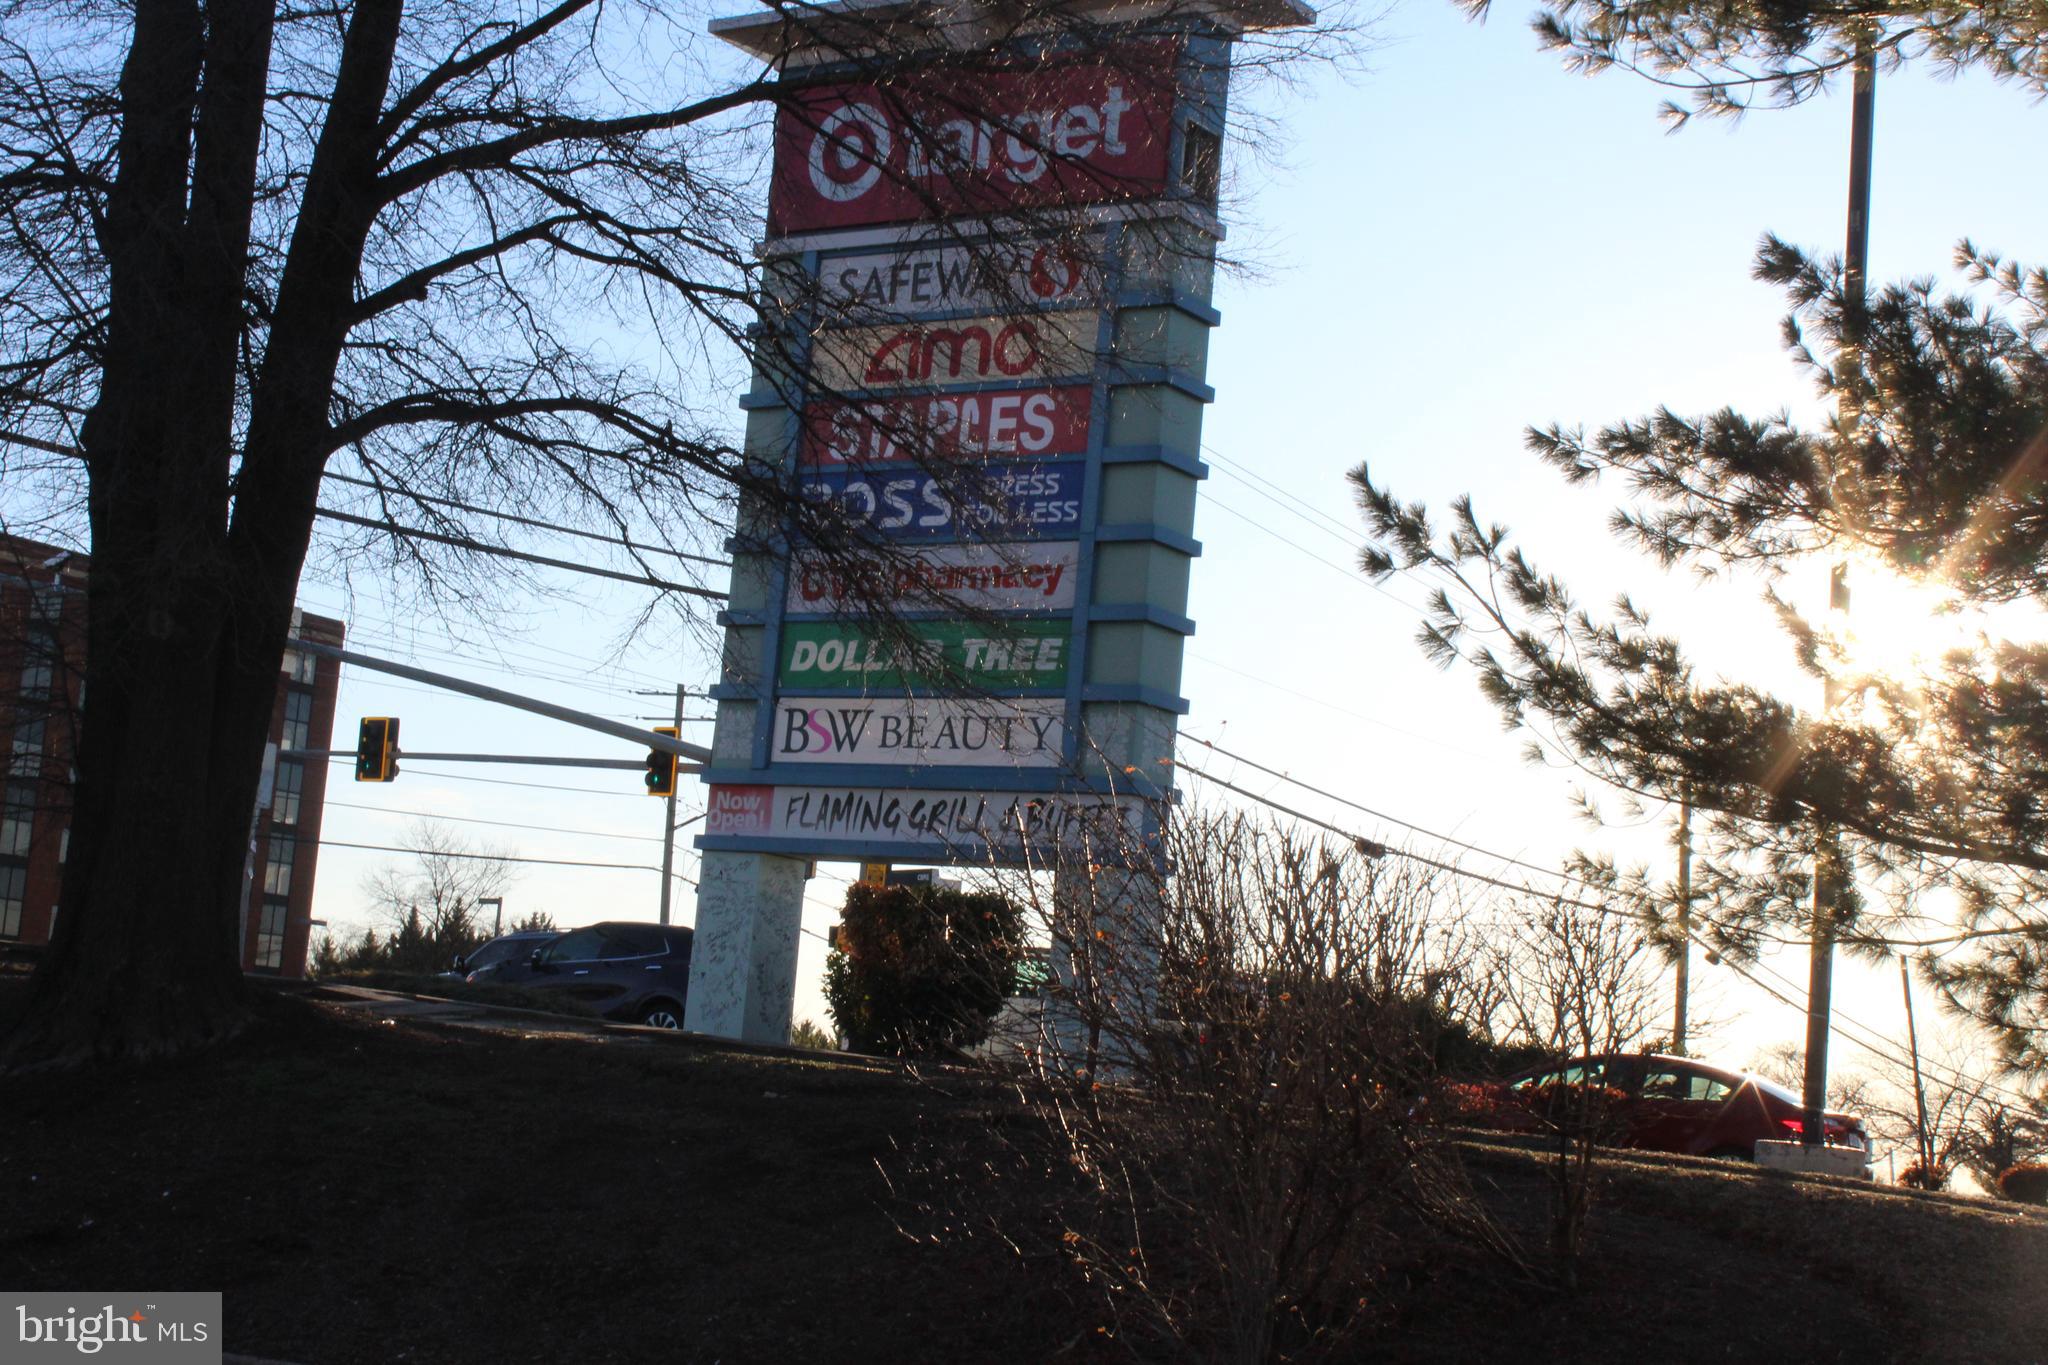 target
SAFEWAY
amc
STAPLES
ROSS DRESS
FOR LESS
CVS pharmacy
DOLLAR TREE
BSW BEAUTY
Now
Open!
FLAMING GRILL & BUFFET
bright™ MLS